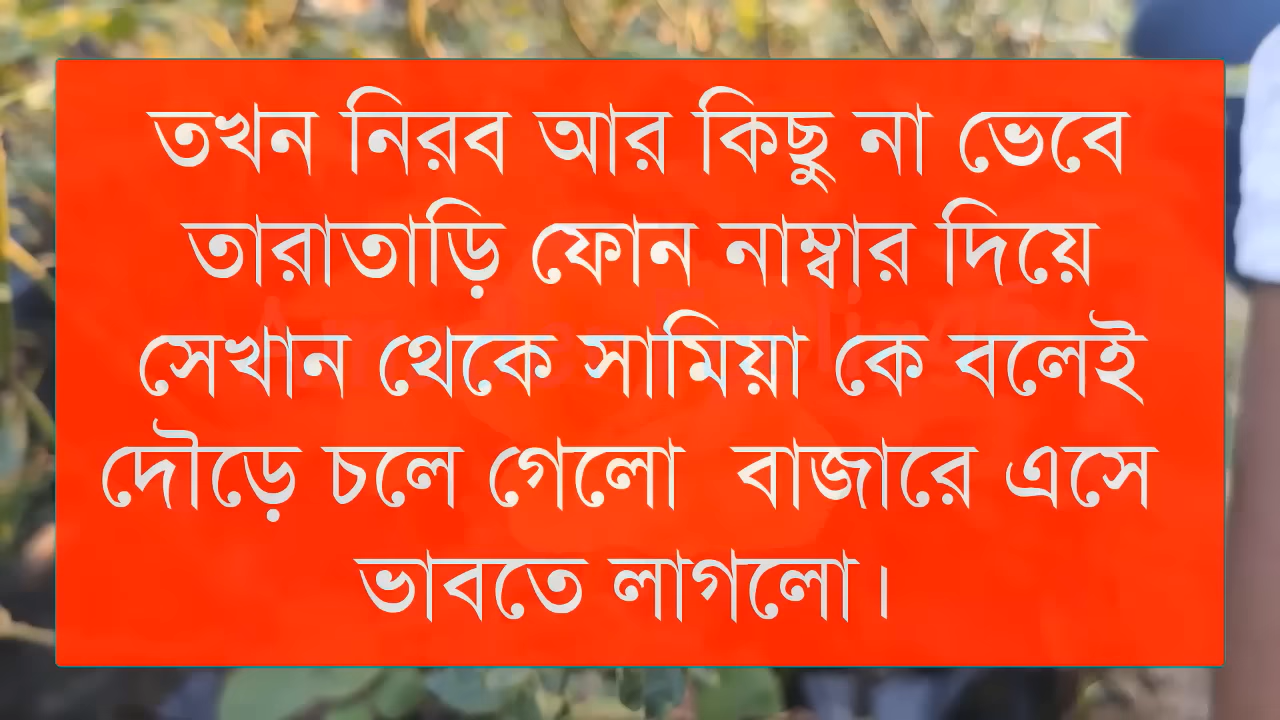 তখন নিরব আর কিছু না ভেবে
তারাতাড়ি ফোন নাম্বার দিয়ে
সেখান থেকে সামিয়া কে বলেই
দৌড়ে চলে গেলো বাজারে এসে
ভাবতে লাগলো।